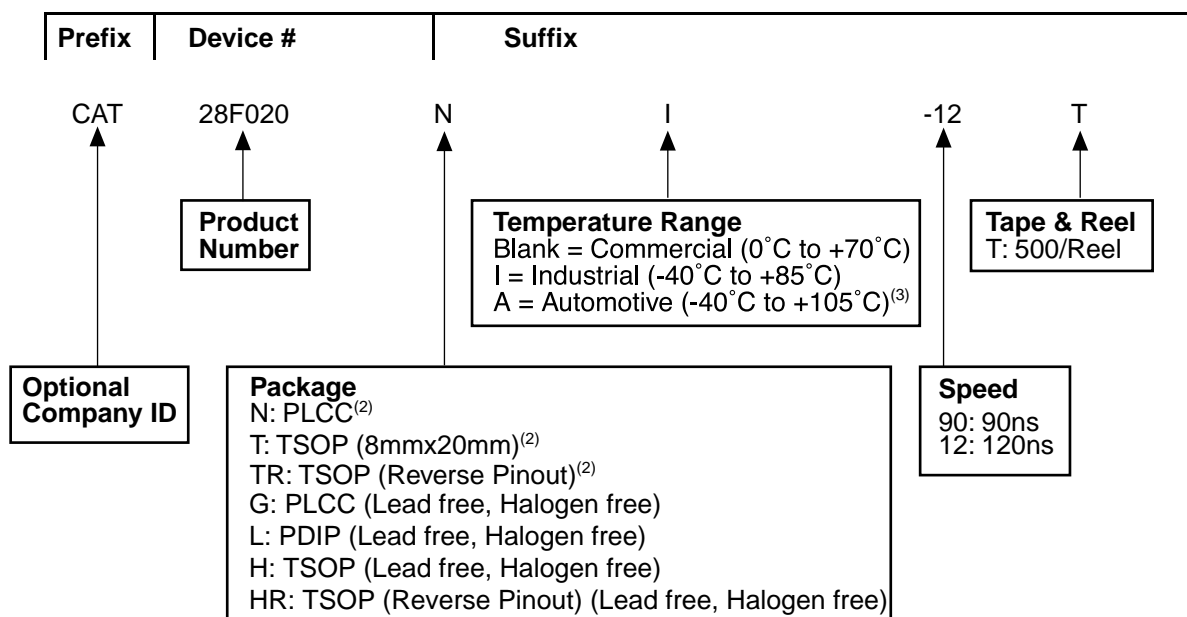 Prefix Device # Suffix
CAT 28F020 N I -12 T
Product
Number
Temperature Range
Blank = Commercial (0˚C to +70˚C)
I = Industrial (-40˚C to +85˚C)
A = Automotive (-40˚C to +105˚C)(3)
Tape & Reel
T: 500/Reel
Optional
Company ID
Package
N: PLCC(2)
T: TSOP (8mmx20mm)(2)
TR: TSOP (Reverse Pinout)(2)
G: PLCC (Lead free, Halogen free)
L: PDIP (Lead free, Halogen free)
H: TSOP (Lead free, Halogen free)
HR: TSOP (Reverse Pinout) (Lead free, Halogen free)
Speed
90: 90ns
12: 120ns